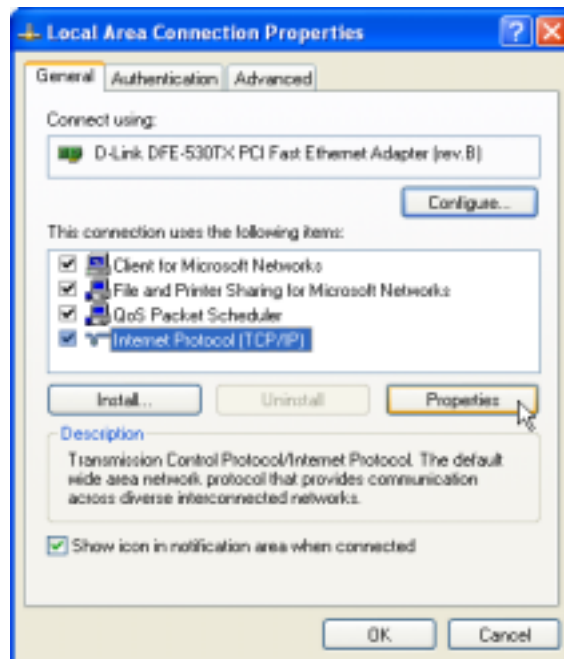 Local Area Connection Properties
General Authentication Advanced
Connect using:
D-Link DFE-530TX PCI Fast Ethernet Adapter (rev.B)
Configure...
This connection uses the following items:
Client for Microsoft Networks
File and Printer Sharing for Microsoft Networks
QoS Packet Scheduler
Internet Protocol (TCP/IP)
Install... Uninstall Properties
Description
Transmission Control Protocol/Internet Protocol. The default
wide area network protocol that provides communication
across diverse interconnected networks.
Show icon in notification area when connected
OK Cancel